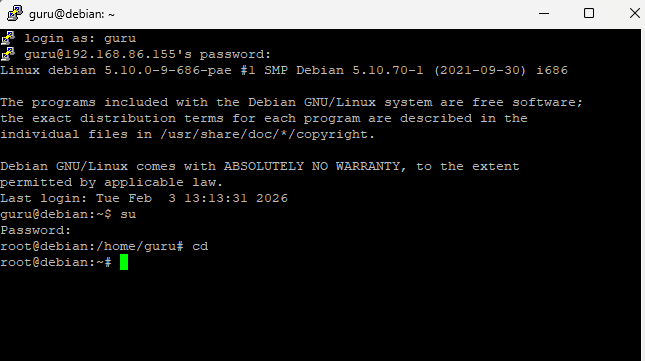 guru@debian: ~
login as: guru
guru@192.168.86.155's password:
Linux debian 5.10.0-9-686-pae #1 SMP Debian 5.10.70-1 (2021-09-30) i686
The programs included with the Debian GNU/Linux system are free software;
the exact distribution terms for each program are described in the
individual files in /usr/share/doc/*/copyright.
Debian GNU/Linux comes with ABSOLUTELY NO WARRANTY, to the extent
permitted by applicable law.
Last login: Tue Feb  3 13:13:31 2026
guru@debian:~$ su
Password:
root@debian:/home/guru# cd
root@debian:~#